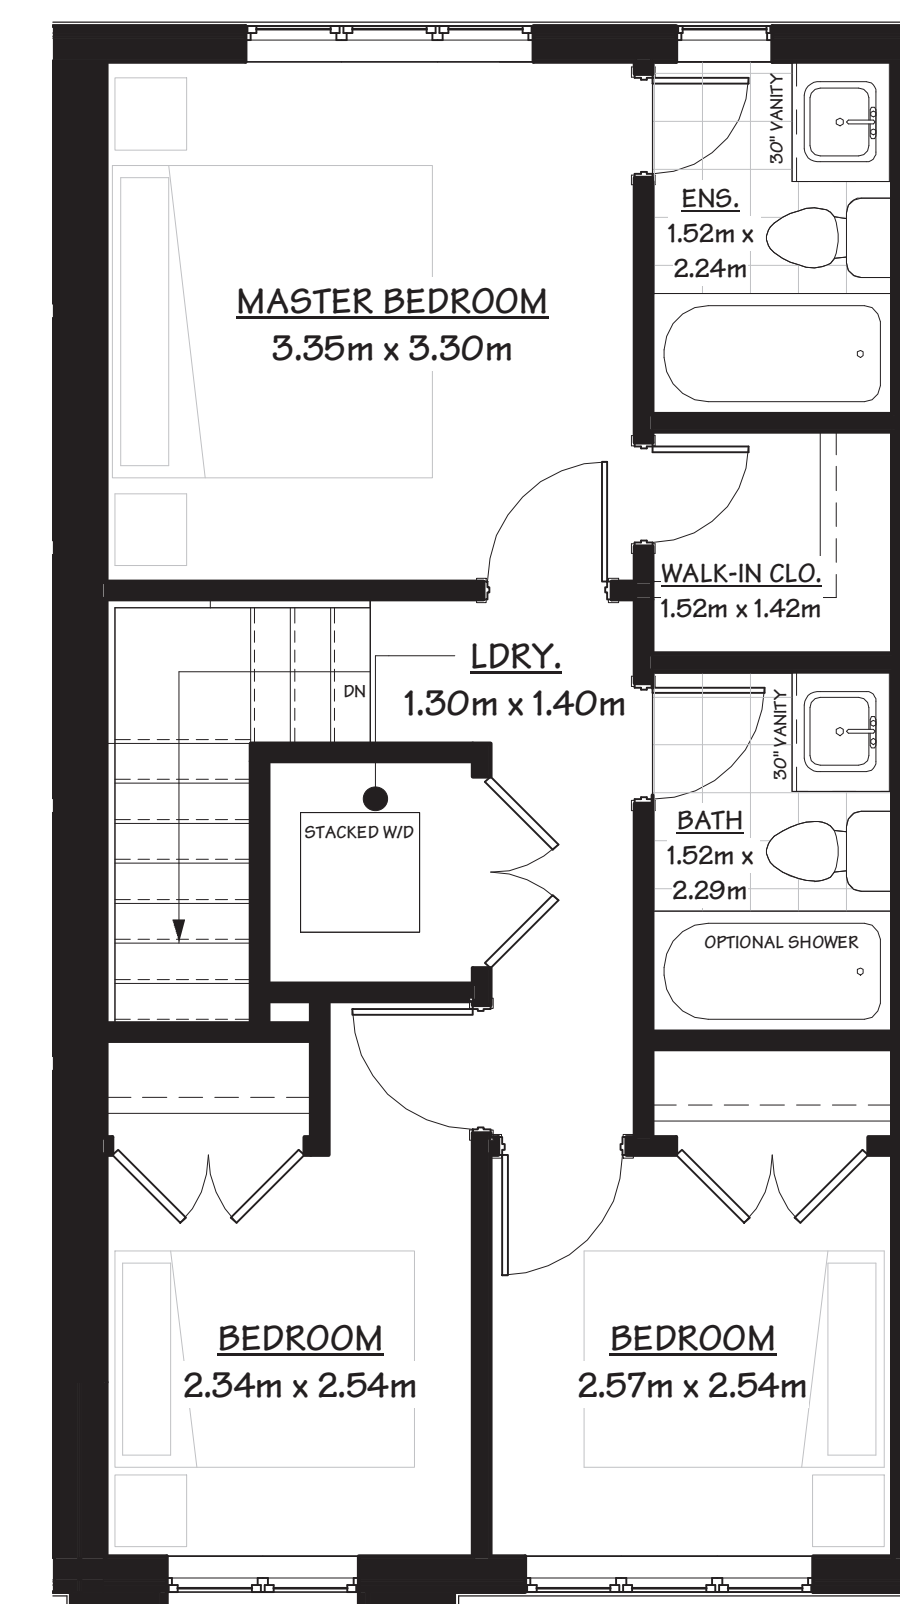 30" VANITY
ENS.
1.52m x
2.24m
MASTER BEDROOM
3.35m x 3.30m
WALK-IN CLO.
1.52m x 1.42m
LDRY.
1.30m x 1.40m
DN
30" VANITY
STACKED W/D
BATH
1.52m x
2.29m
OPTIONAL SHOWER
BEDROOM
2.34m x 2.54m
BEDROOM
2.57m x 2.54m